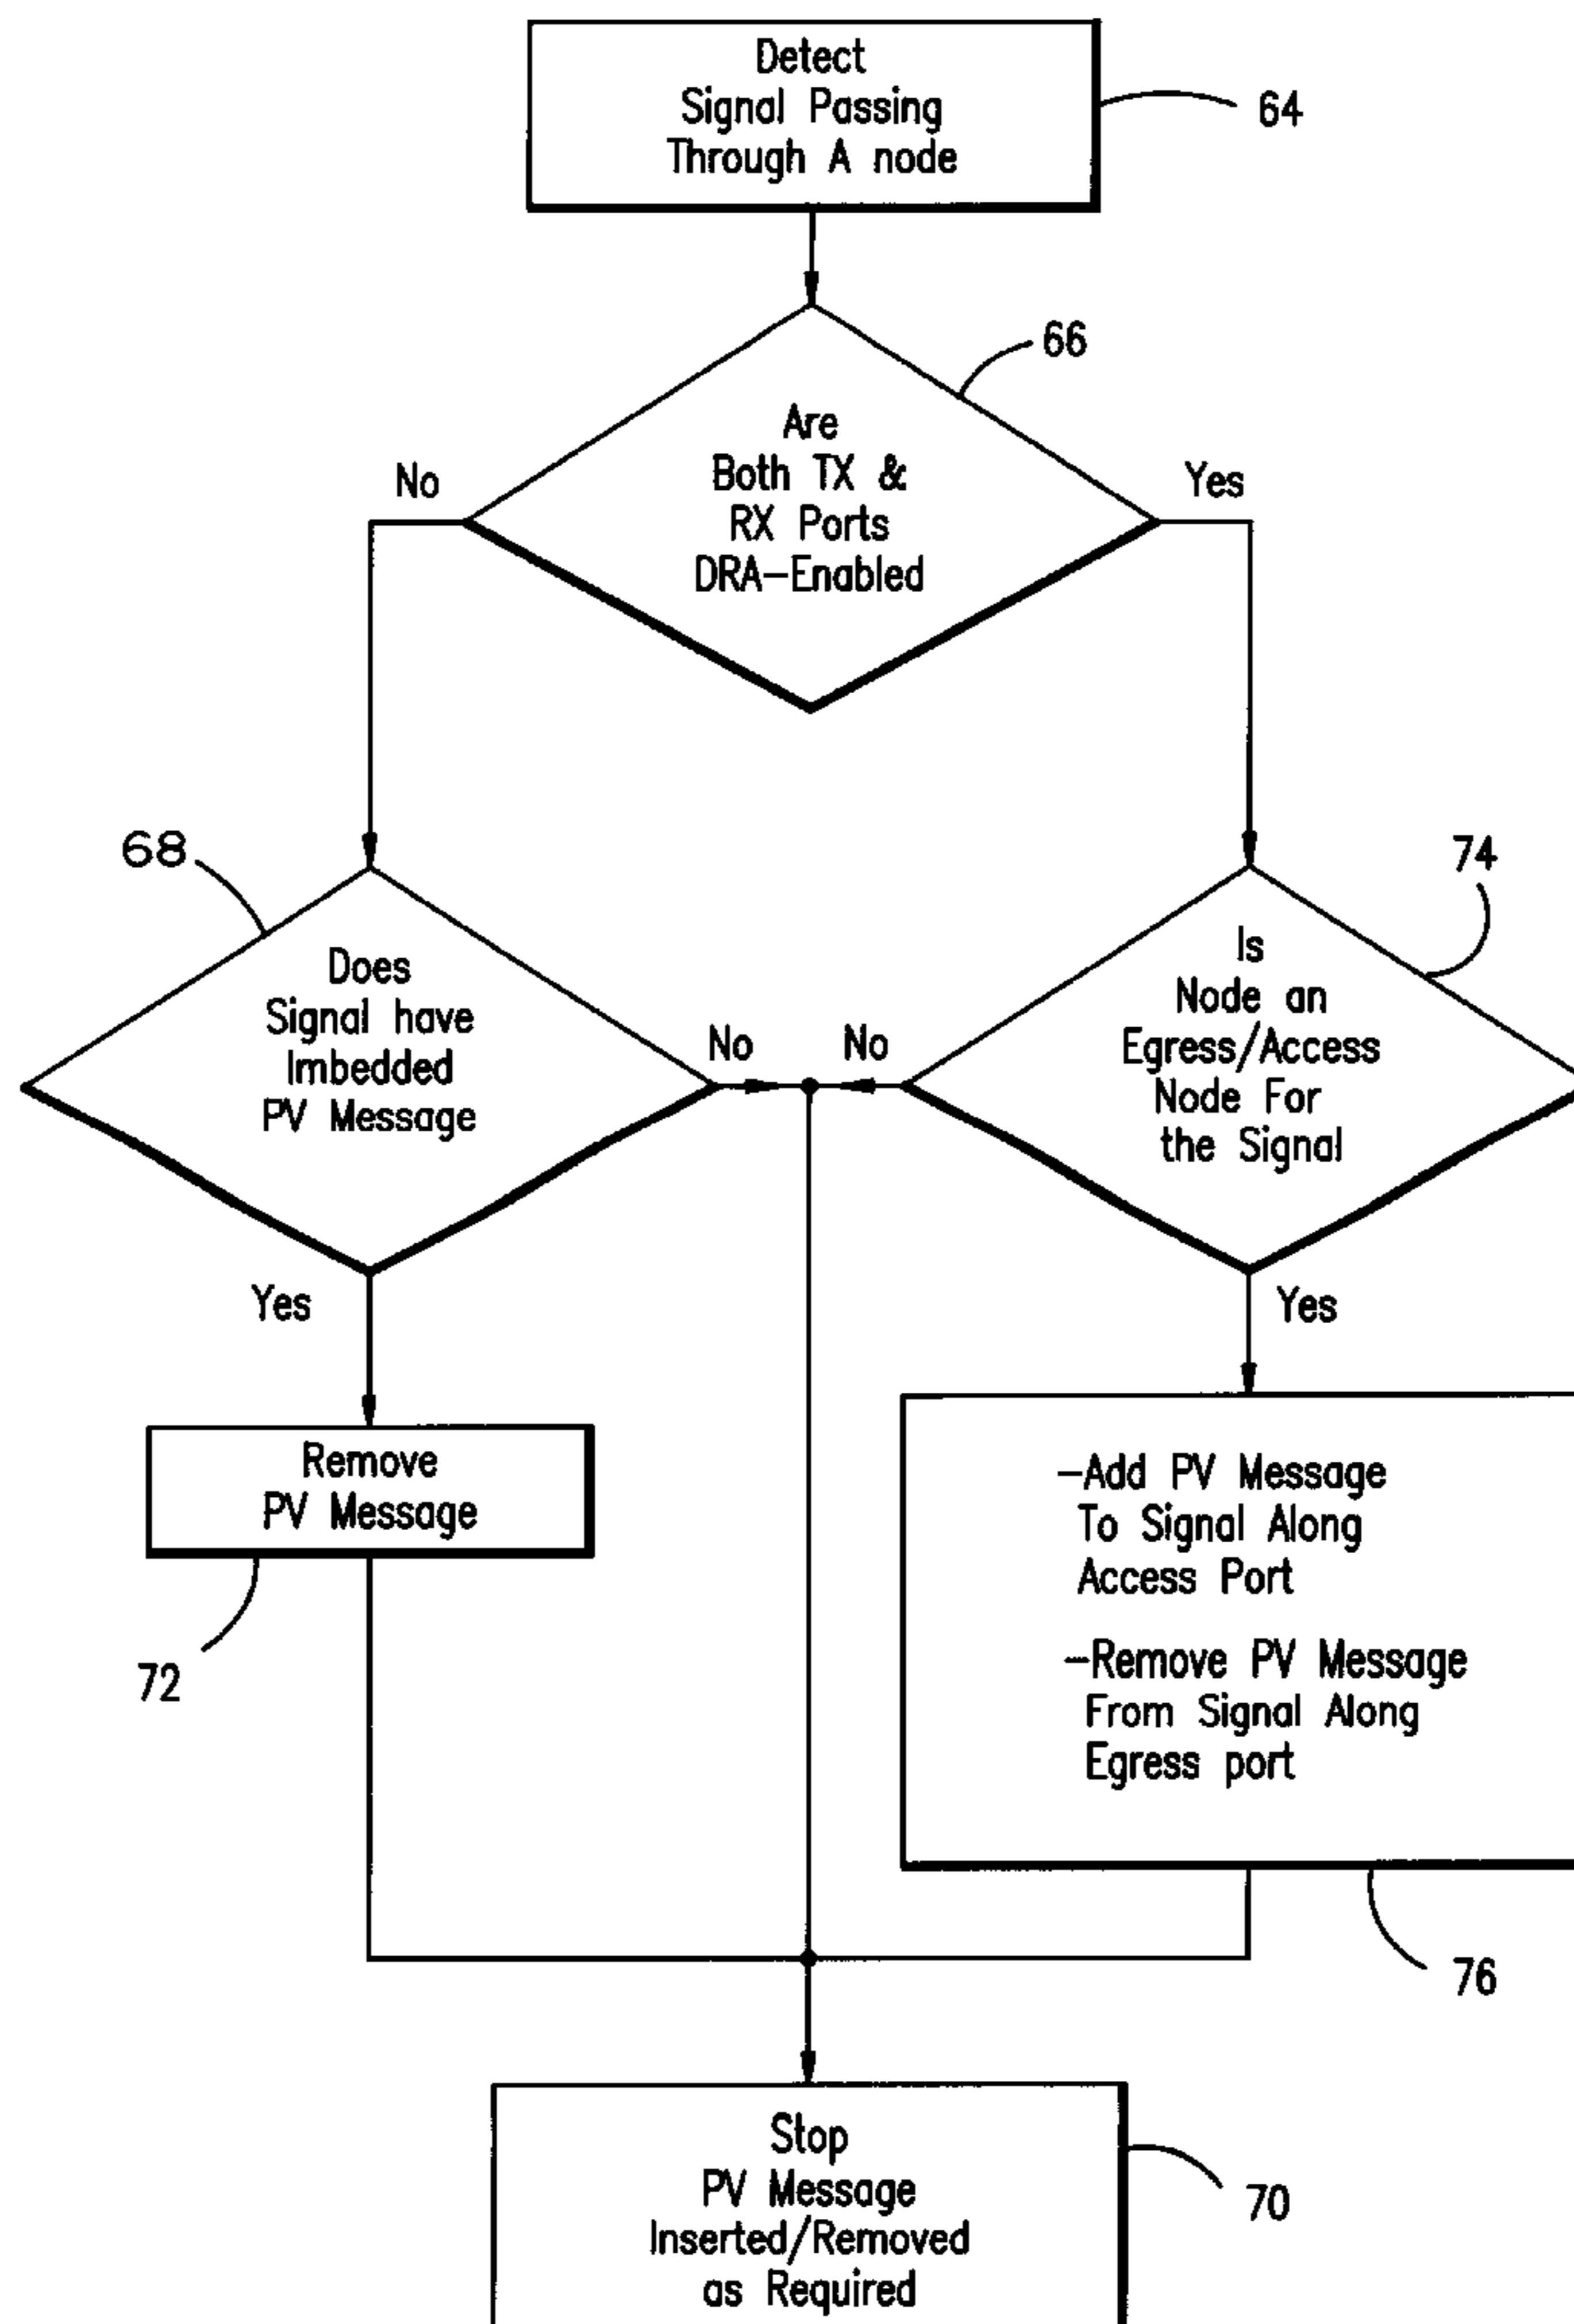 Detect
Signal Passing
Through A node
64
66
Are
Both TX &
RX Ports
DRA-Enabled
No
Yes
68
74
Does
Signal have
Imbedded
PV Message
Is
Node an
Egress/Access
Node For
the Signal
No
No
Yes
Yes
Remove
PV Message
72
-Add PV Message
To Signal Along
Access Port
-Remove PV Message
From Signal Along
Egress port
76
Stop
PV Message
Inserted/Removed
as Required
70